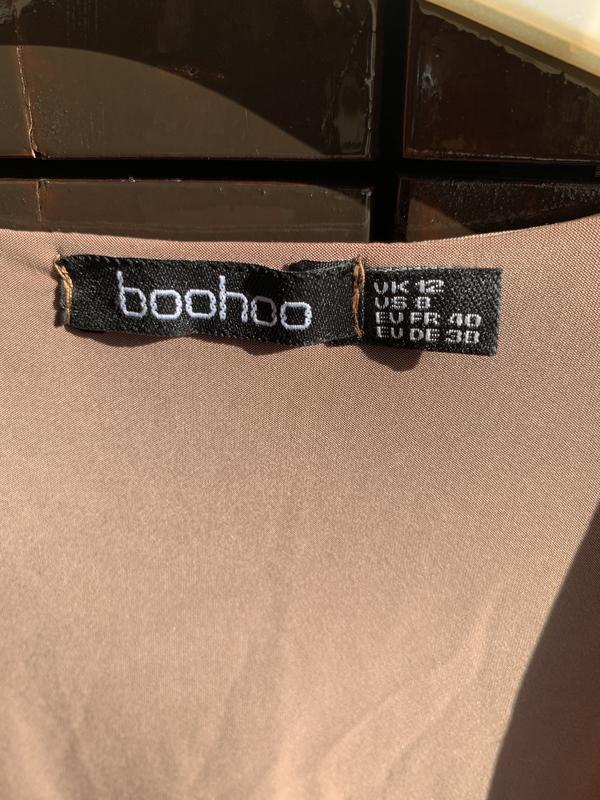 boohoo
UK 12
US 8
EU FR 40
EU DE 38